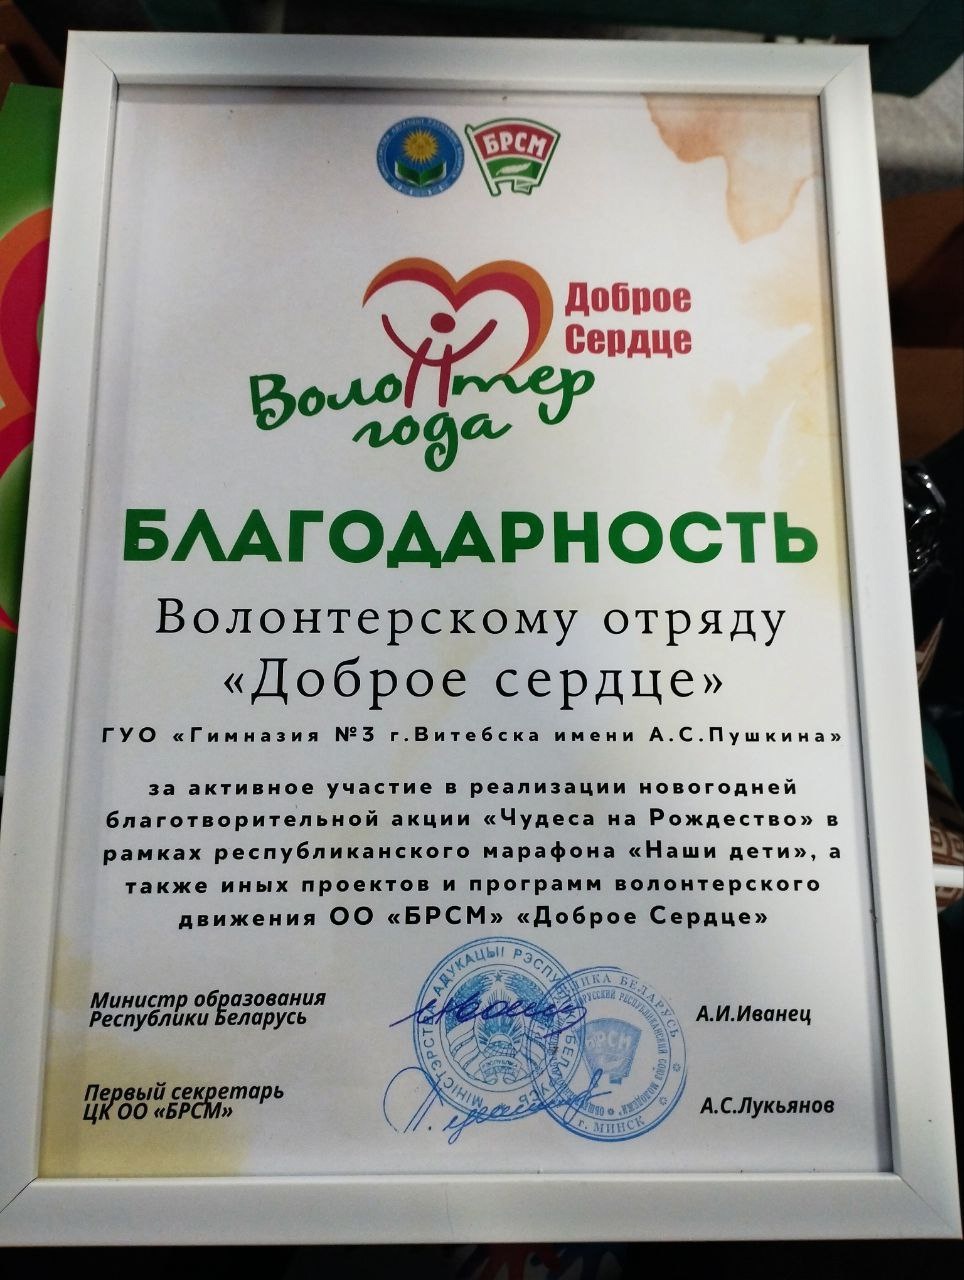 БРСМ
Доброе
Сердце
Волонтер
года
БЛАГОДАРНОСТЬ
Волонтерскому отряду
«Доброе сердце»
ГУО «Гимназия №3 г.Витебска имени А.С.Пушкина»
за активное участие в реализации новогодней
благотворительной акции «Чудеса на Рождество» в
рамках республиканского марафона «Наши дети», а
также иных проектов и программ волонтерского
движения ОО «БРСМ» «Доброе Сердце»
Министр образования
Республики Беларусь
А.И.Иванец
Первый секретарь
ЦК ОО «БРСМ»
А.С.Лукьянов
БРСМ
г. МИНСК